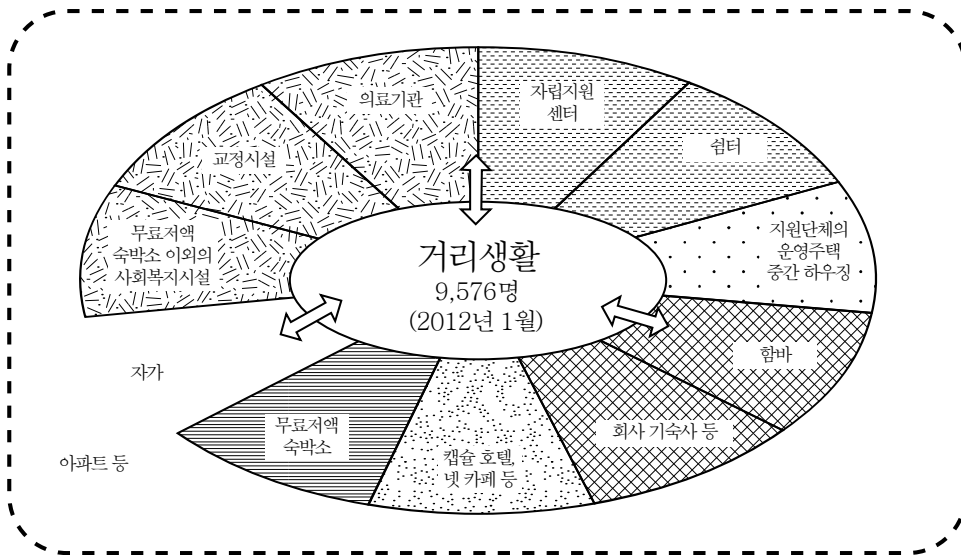 의료기관
자립지원
센터
교정시설
쉼터
무료저액
숙박소 이외의
사회복지시설
지원단체의
운영주택
중간 하우징
거리생활
9,576명
(2012년 1월)
함바
자가
무료저액
숙박소
회사 기숙사 등
캡슐 호텔,
넷 카페 등
아파트 등